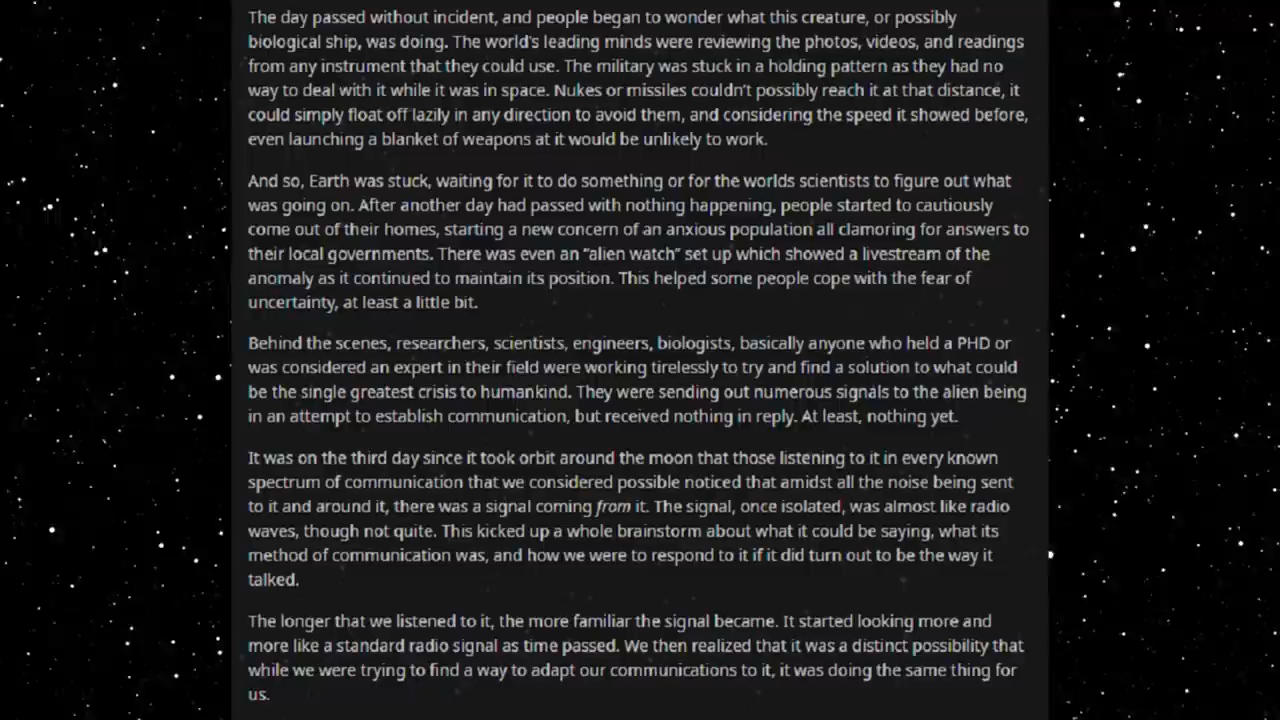 The day passed without incident, and people began to wonder what this creature, or possibly
biological ship, was doing. The world's leading minds were reviewing the photos, videos, and readings
from any instrument that they could use. The military was stuck in a holding pattern as they had no
way to deal with it while it was in space. Nukes or missiles couldn't possibly reach it at that distance, it
could simply float off lazily in any direction to avoid them, and considering the speed it showed before,
even launching a blanket of weapons at it would be unlikely to work.
And so, Earth was stuck, waiting for it to do something or for the worlds scientists to figure out what
was going on. After another day had passed with nothing happening, people started to cautiously
come out of their homes, starting a new concern of an anxious population all clamoring for answers to
their local governments. There was even an “alien watch” set up which showed a livestream of the
anomaly as it continued to maintain its position. This helped some people cope with the fear of
uncertainty, at least a little bit.
Behind the scenes, researchers, scientists, engineers, biologists, basically anyone who held a PHD or
was considered an expert in their field were working tirelessly to try and find a solution to what could
be the single greatest crisis to humankind. They were sending out numerous signals to the alien being
in an attempt to establish communication, but received nothing in reply. At least, nothing yet.
It was on the third day since it took orbit around the moon that those listening to it in every known
spectrum of communication that we considered possible noticed that amidst all the noise being sent
to it and around it, there was a signal coming from it. The signal, once isolated, was almost like radio
waves, though not quite. This kicked up a whole brainstorm about what it could be saying, what its
method of communication was, and how we were to respond to it if it did turn out to be the way it
talked.
The longer that we listened to it, the more familiar the signal became. It started looking more and
more like a standard radio signal as time passed. We then realized that it was a distinct possibility that
while we were trying to find a way to adapt our communications to it, it was doing the same thing for
us.